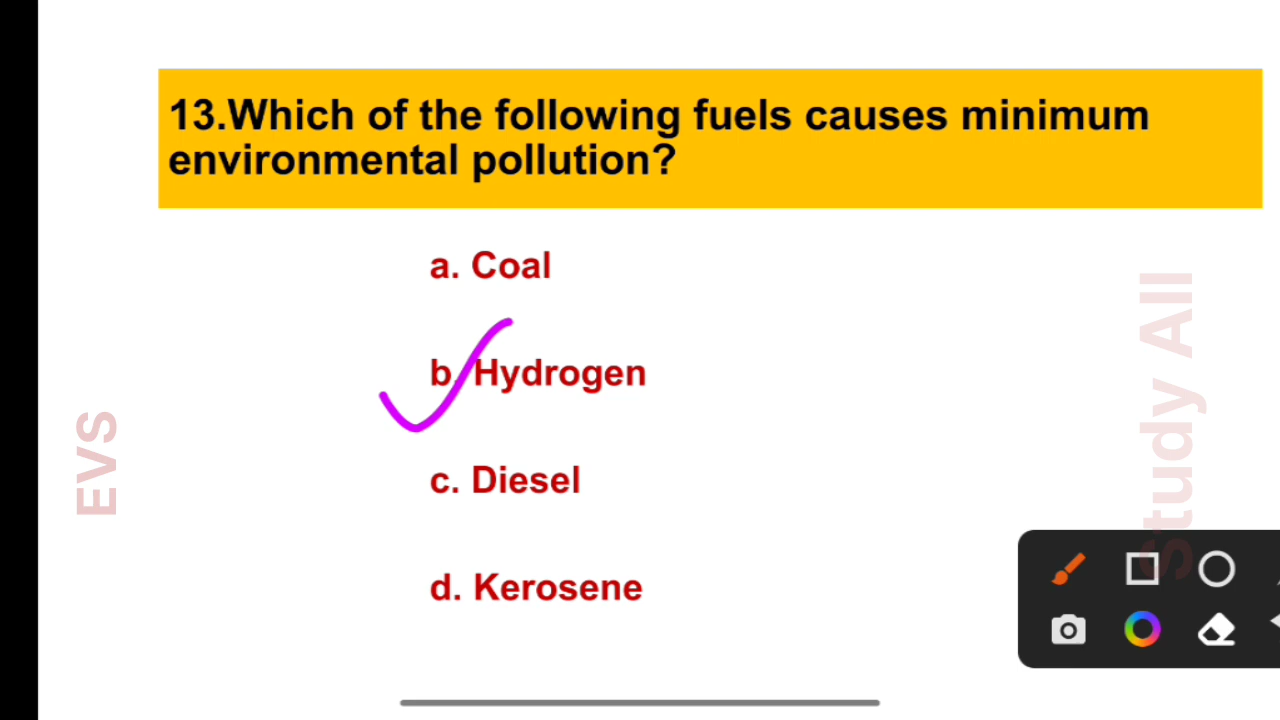 13.Which of the following fuels causes minimum
environmental pollution?
a. Coal
b. Hydrogen
c. Diesel
d. Kerosene
EVS
Study All